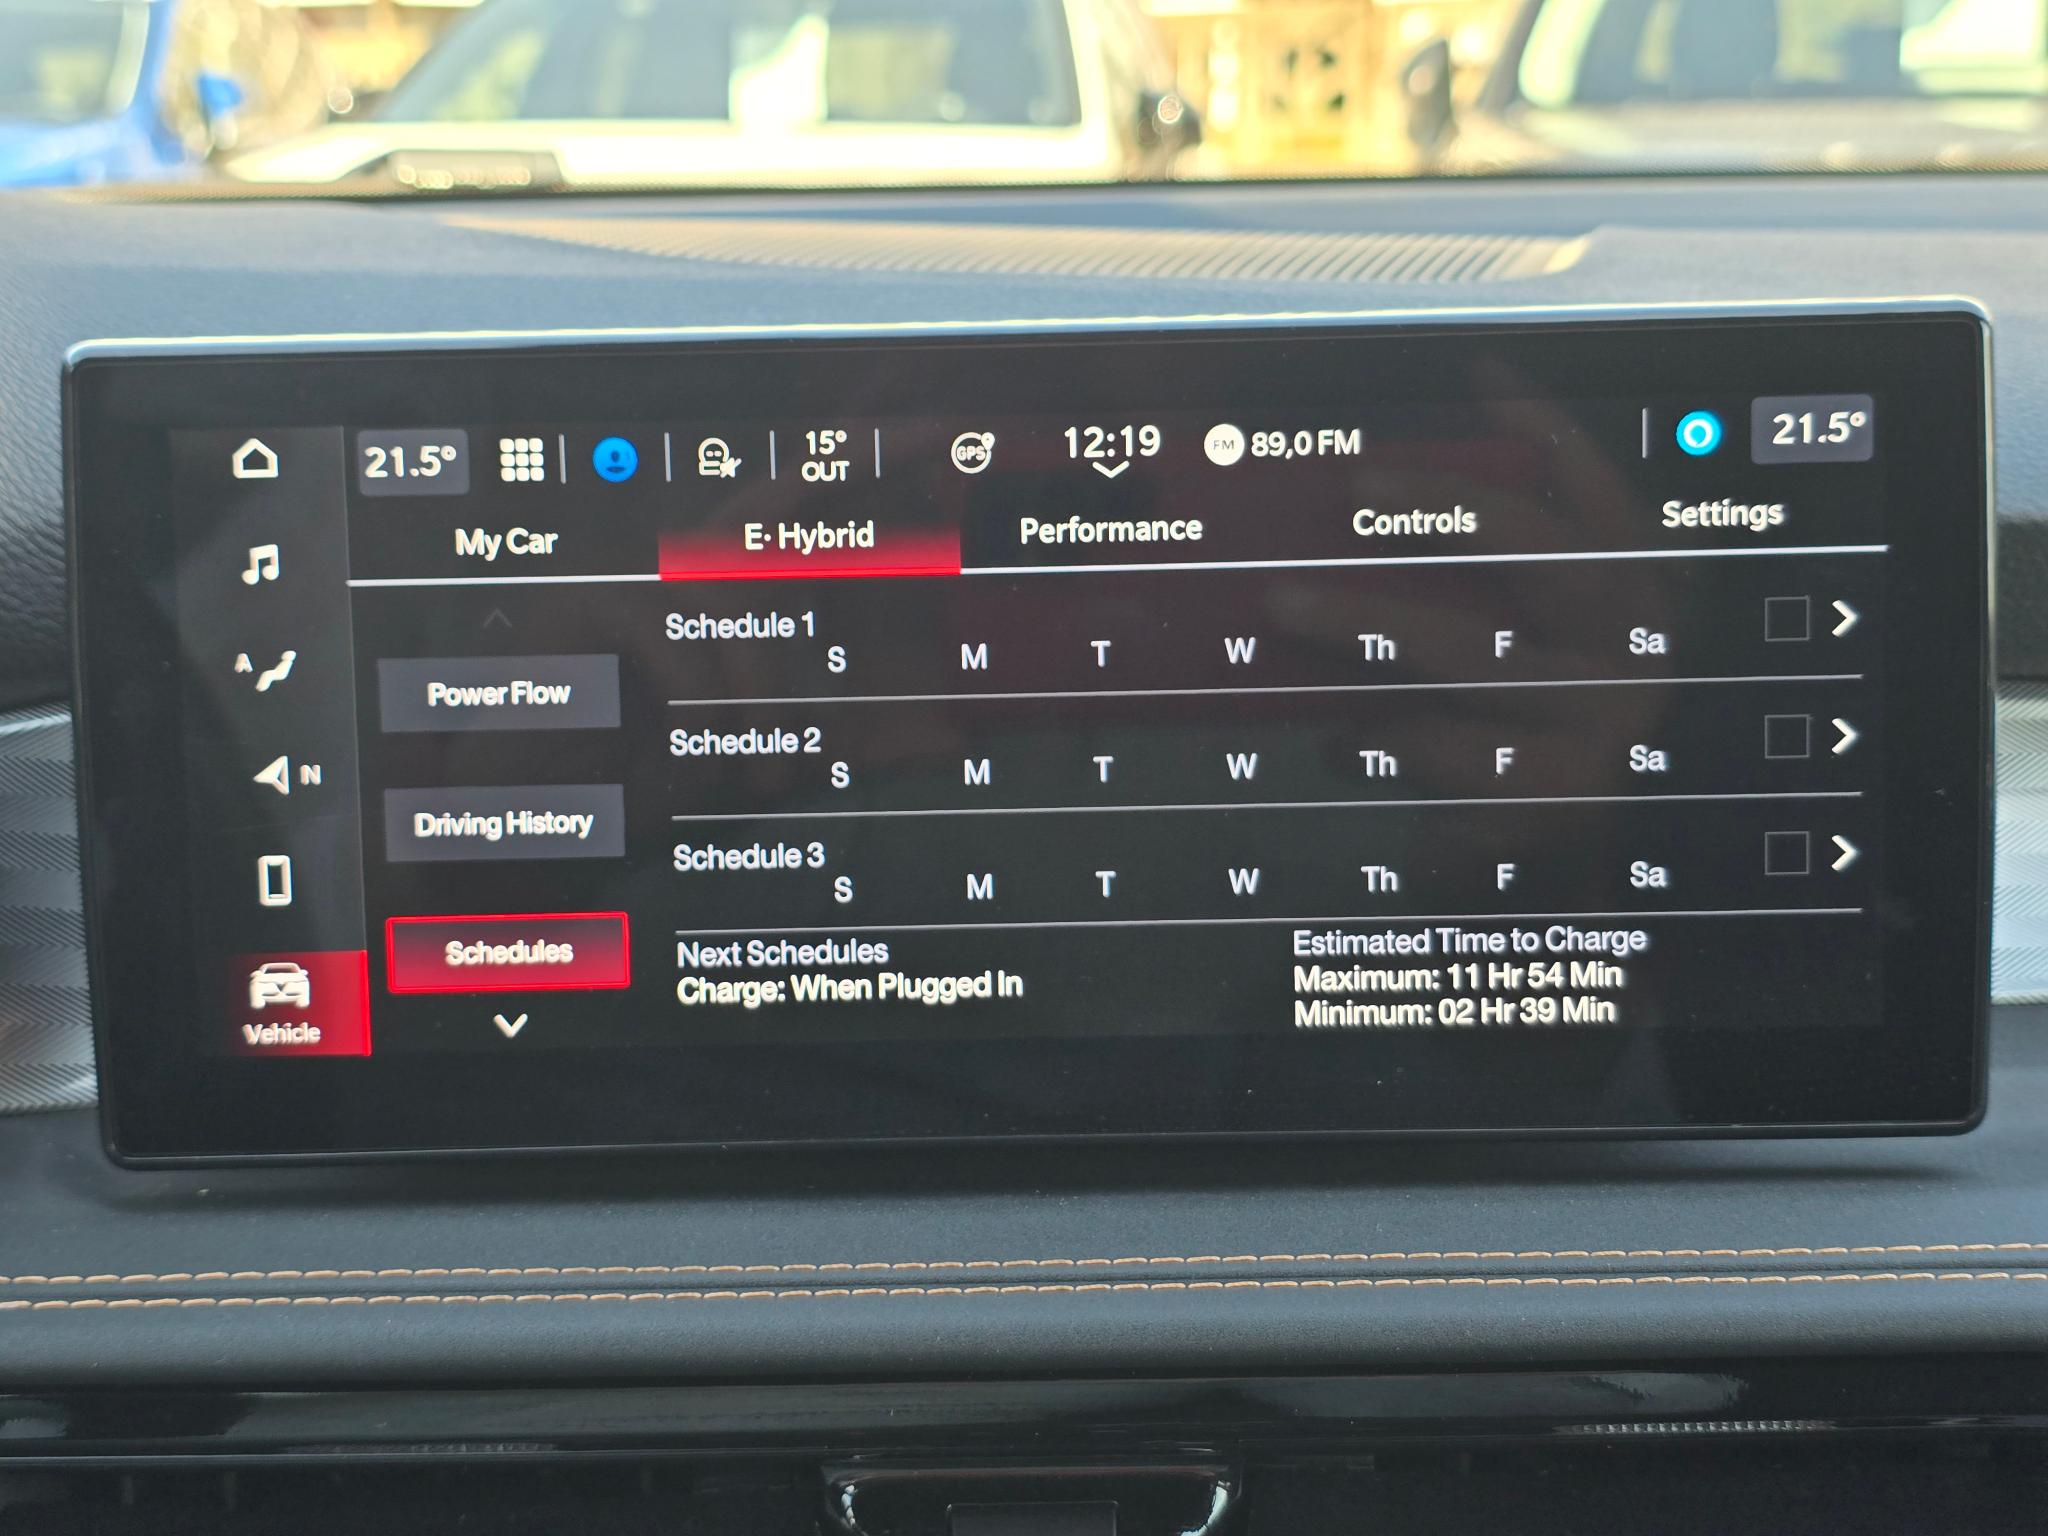 21.5°
15°
OUT
GPS
12:19
FM 89,0 FM
21.5°
My Car
E·Hybrid
Performance
Controls
Settings
A
N
Vehicle
Power Flow
Driving History
Schedules
Schedule 1
S M T W Th F Sa
Schedule 2
S M T W Th F Sa
Schedule 3
S M T W Th F Sa
Next Schedules
Charge: When Plugged In
Estimated Time to Charge
Maximum: 11 Hr 54 Min
Minimum: 02 Hr 39 Min